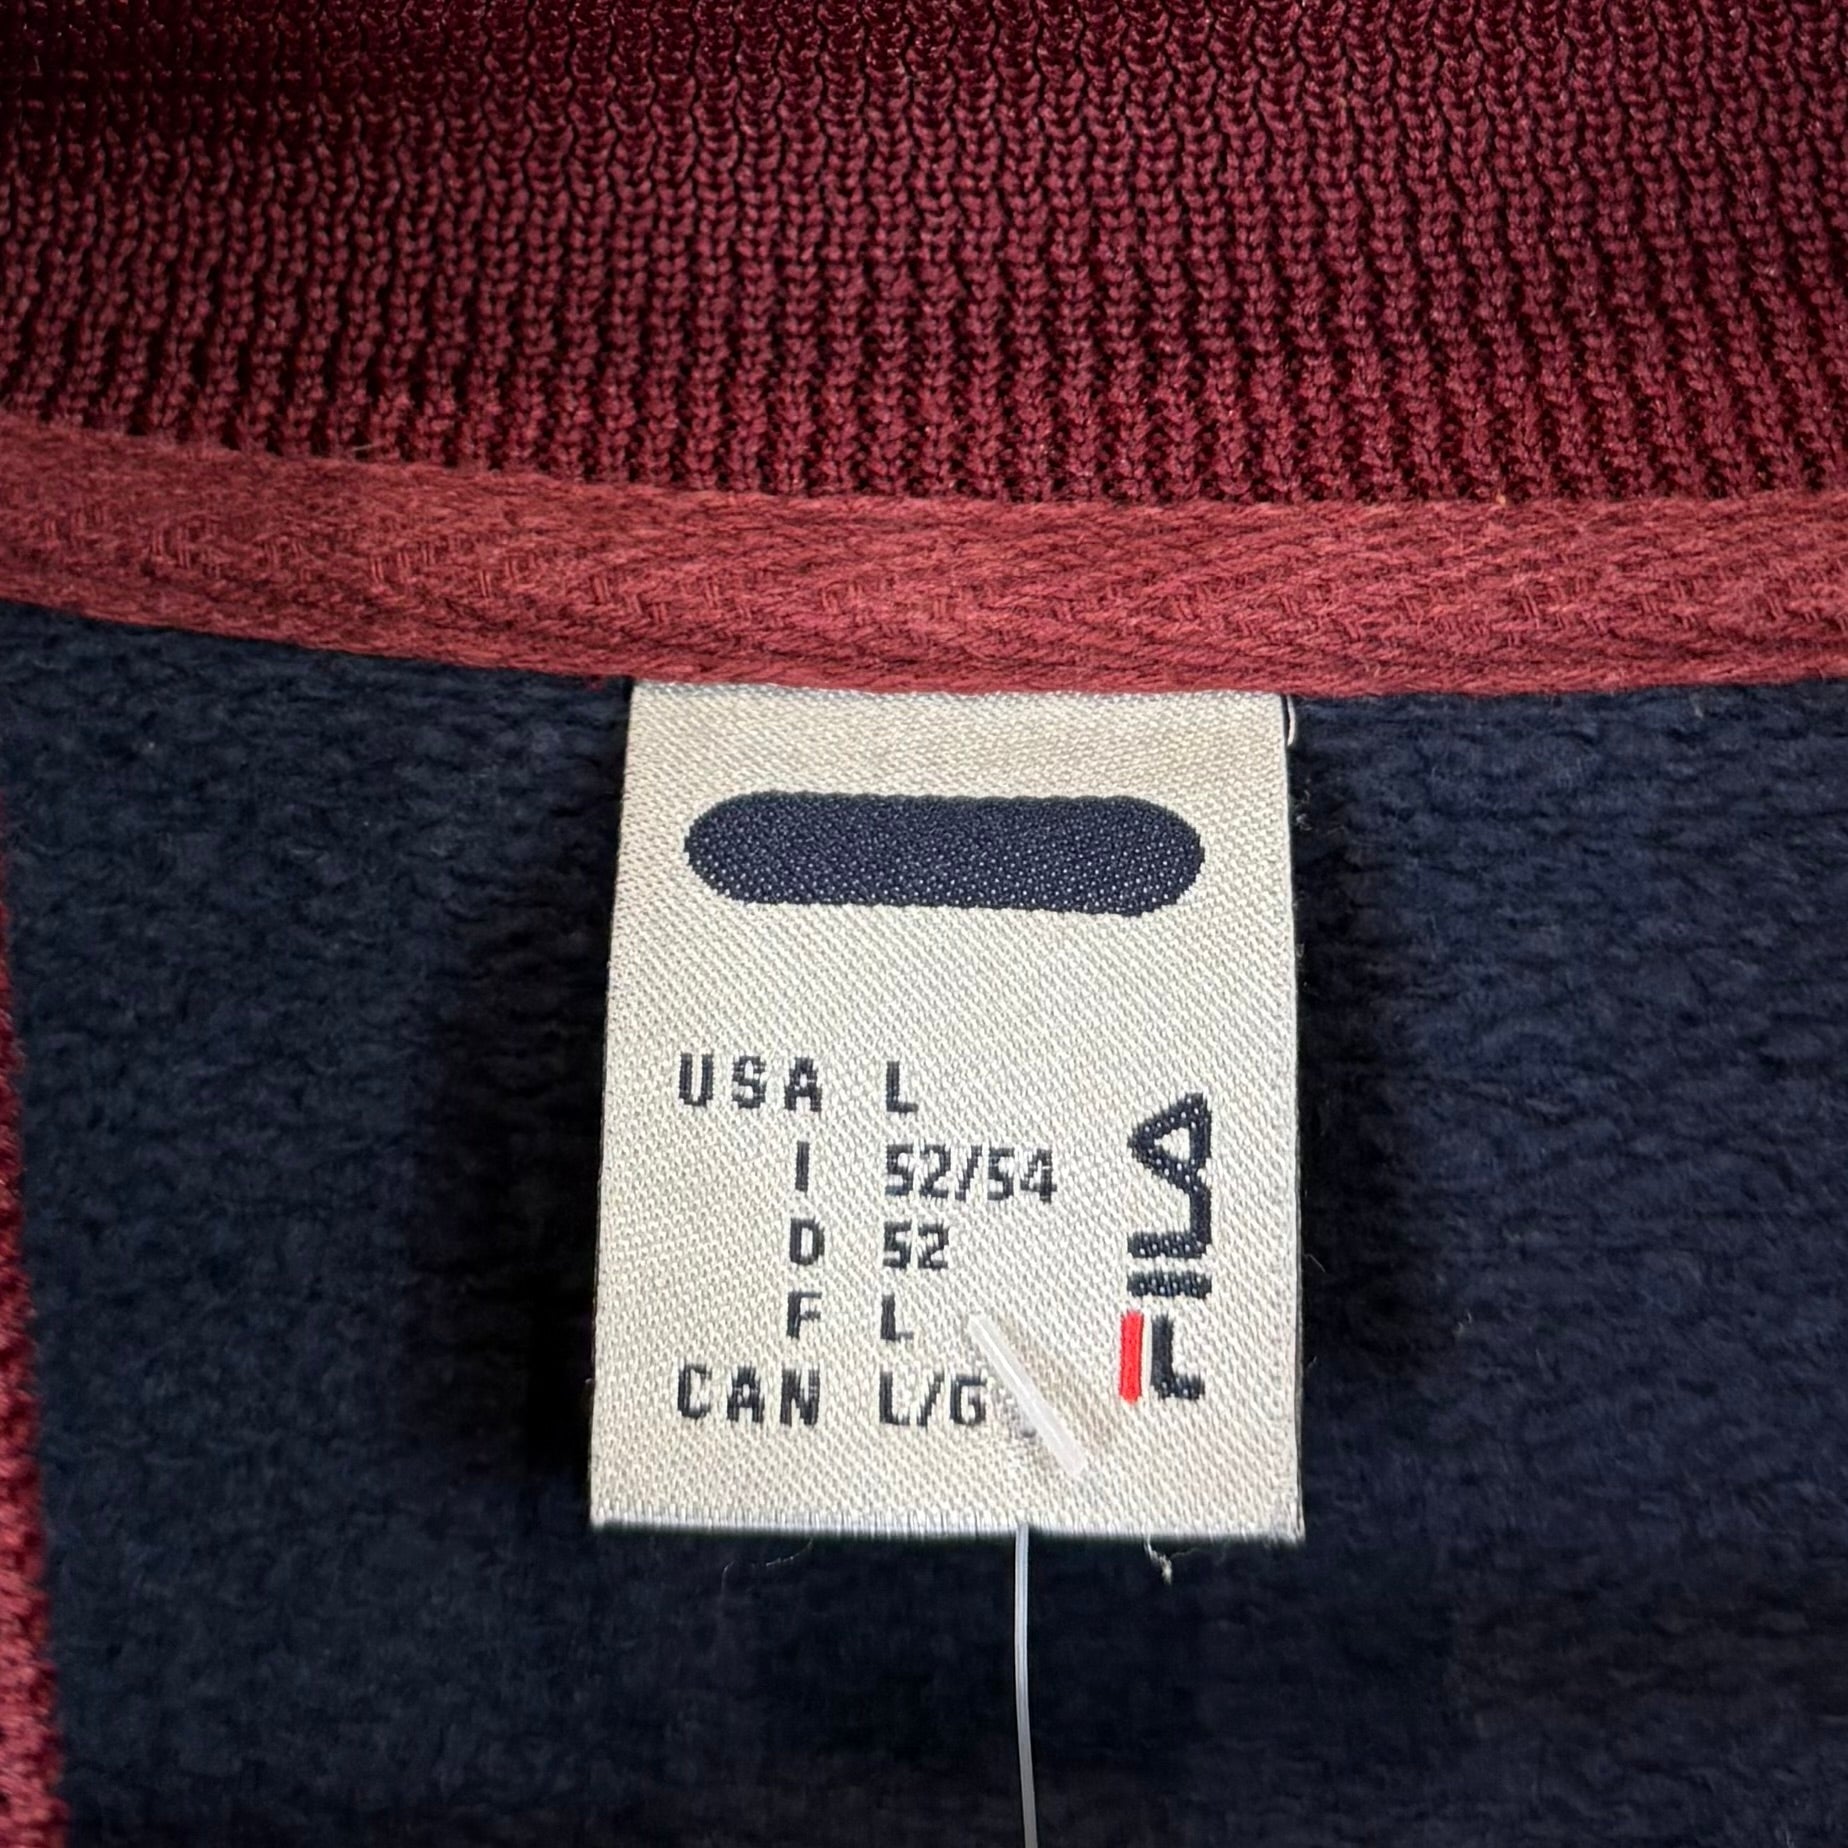 USA L
I 52/54
D 52
F L
CAN L/G
FILA